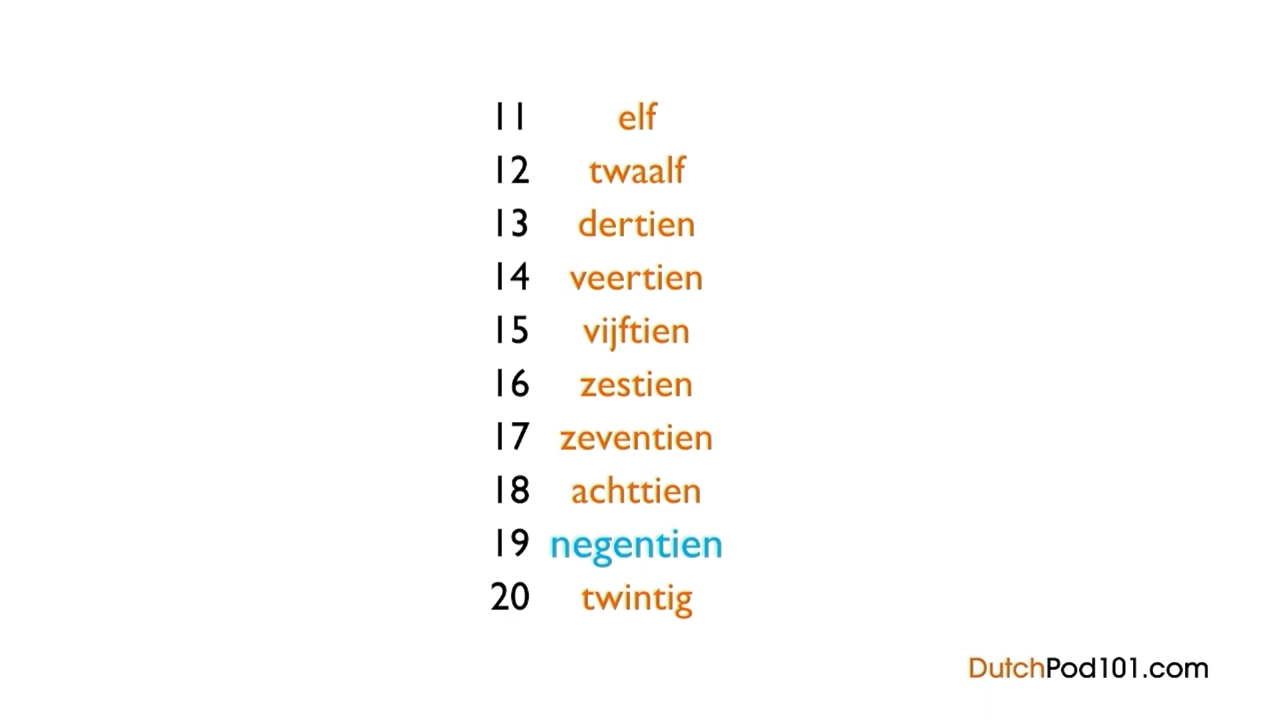 11 elf
12 twaalf
13 dertien
14 veertien
15 vijftien
16 zestien
17 zeventien
18 achttien
19 negentien
20 twintig
DutchPod101.com